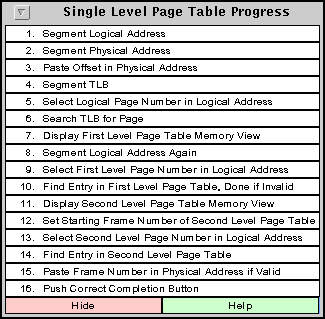 Single Level Page Table Progress
1. Segment Logical Address
2. Segment Physical Address
3. Paste Offset in Physical Address
4. Segment TLB
5. Select Logical Page Number in Logical Address
6. Search TLB for Page
7. Display First Level Page Table Memory View
8. Segment Logical Address Again
9. Select First Level Page Number in Logical Address
10. Find Entry in First Level Page Table, Done if Invalid
11. Display Second Level Page Table Memory View
12. Set Starting Frame Number of Second Level Page Table
13. Select Second Level Page Number in Logical Address
14. Find Entry in Second Level Page Table
15. Paste Frame Number in Physical Address if Valid
16. Push Correct Completion Button
Hide Help